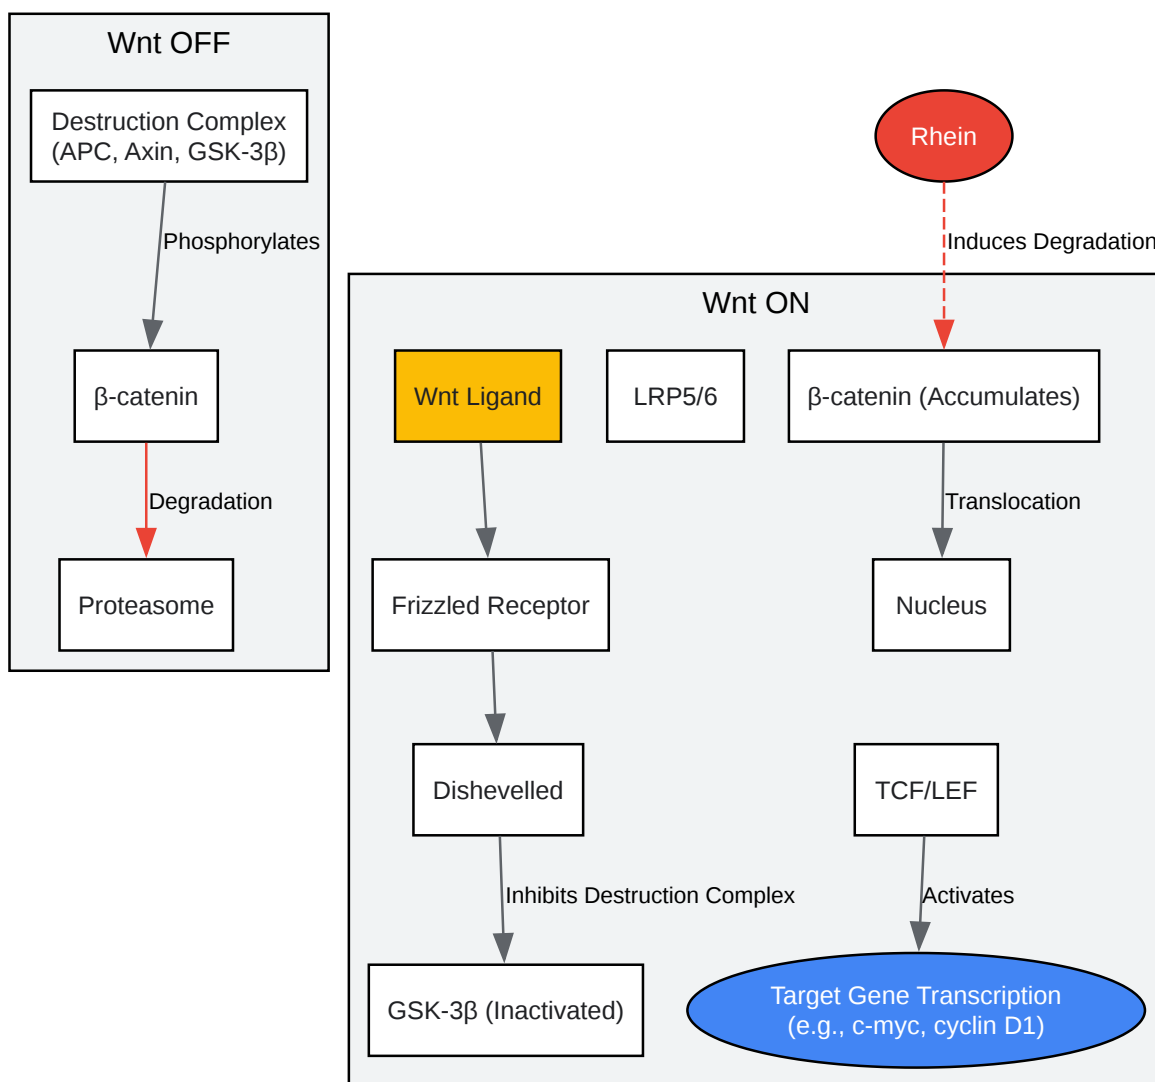 Wnt OFF
Destruction Complex
(APC, Axin, GSK-3β)
Phosphorylates
β-catenin
Degradation
Proteasome
Rhein
Induces Degradation
Wnt ON
Wnt Ligand
LRP5/6
β-catenin (Accumulates)
Translocation
Frizzled Receptor
Nucleus
Dishevelled
TCF/LEF
Inhibits Destruction Complex
Activates
GSK-3β (Inactivated)
Target Gene Transcription
(e.g., c-myc, cyclin D1)